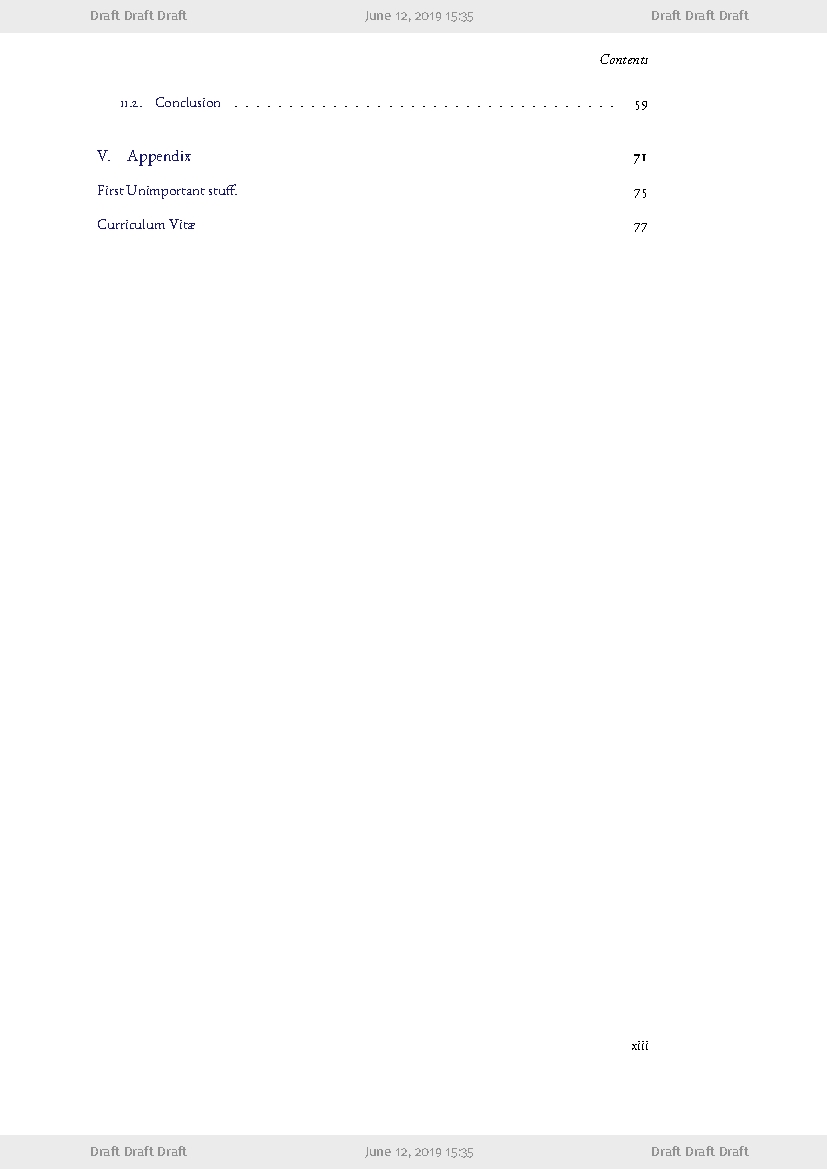 Draft Draft Draft June 12, 2019 15:35 Draft Draft Draft
Contents
11.2. Conclusion . . . . . . . . . . . . . . . . . . . . . . . . . . . . . . . . . . . 59
V. Appendix 71
First Unimportant stuff. 75
Curriculum Vitæ 77
xiii
Draft Draft Draft June 12, 2019 15:35 Draft Draft Draft